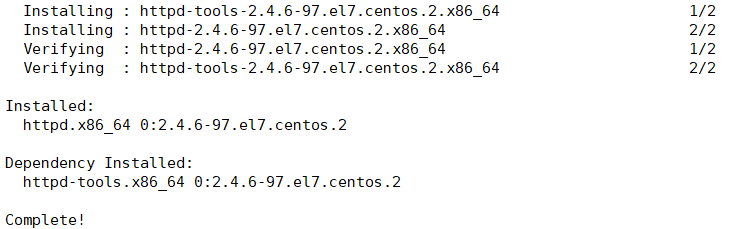 Installing : httpd-tools-2.4.6-97.el7.centos.2.x86_64 1/2
Installing : httpd-2.4.6-97.el7.centos.2.x86_64 2/2
Verifying  : httpd-2.4.6-97.el7.centos.2.x86_64 1/2
Verifying  : httpd-tools-2.4.6-97.el7.centos.2.x86_64 2/2
Installed:
httpd.x86_64 0:2.4.6-97.el7.centos.2
Dependency Installed:
httpd-tools.x86_64 0:2.4.6-97.el7.centos.2
Complete!